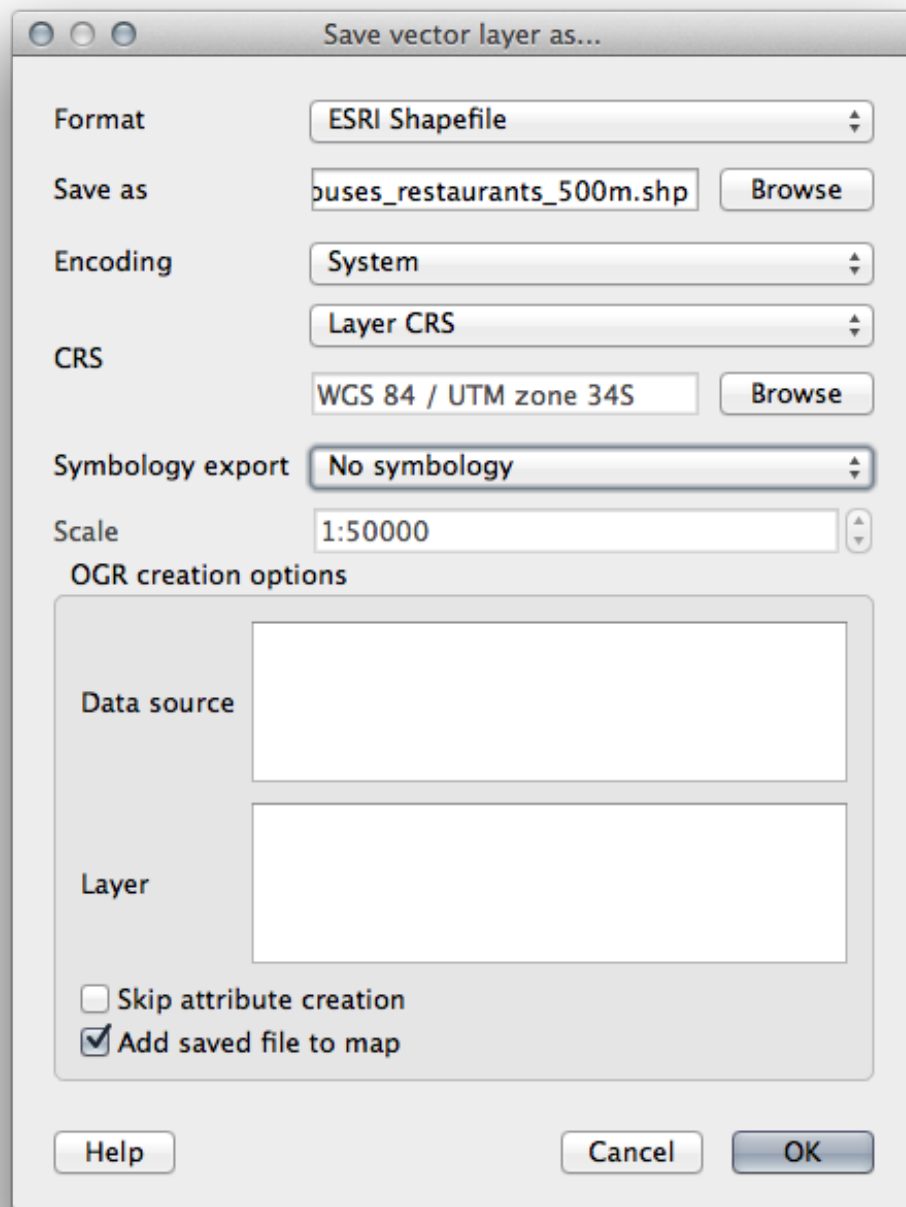 Save vector layer as...
Format ESRI Shapefile
Save as ouses_restaurants_500m.shp Browse
Encoding System
Layer CRS
CRS
WGS 84 / UTM zone 34S Browse
Symbology export No symbology
Scale 1:50000
OGR creation options
Data source
Layer
Skip attribute creation
Add saved file to map
Help Cancel OK